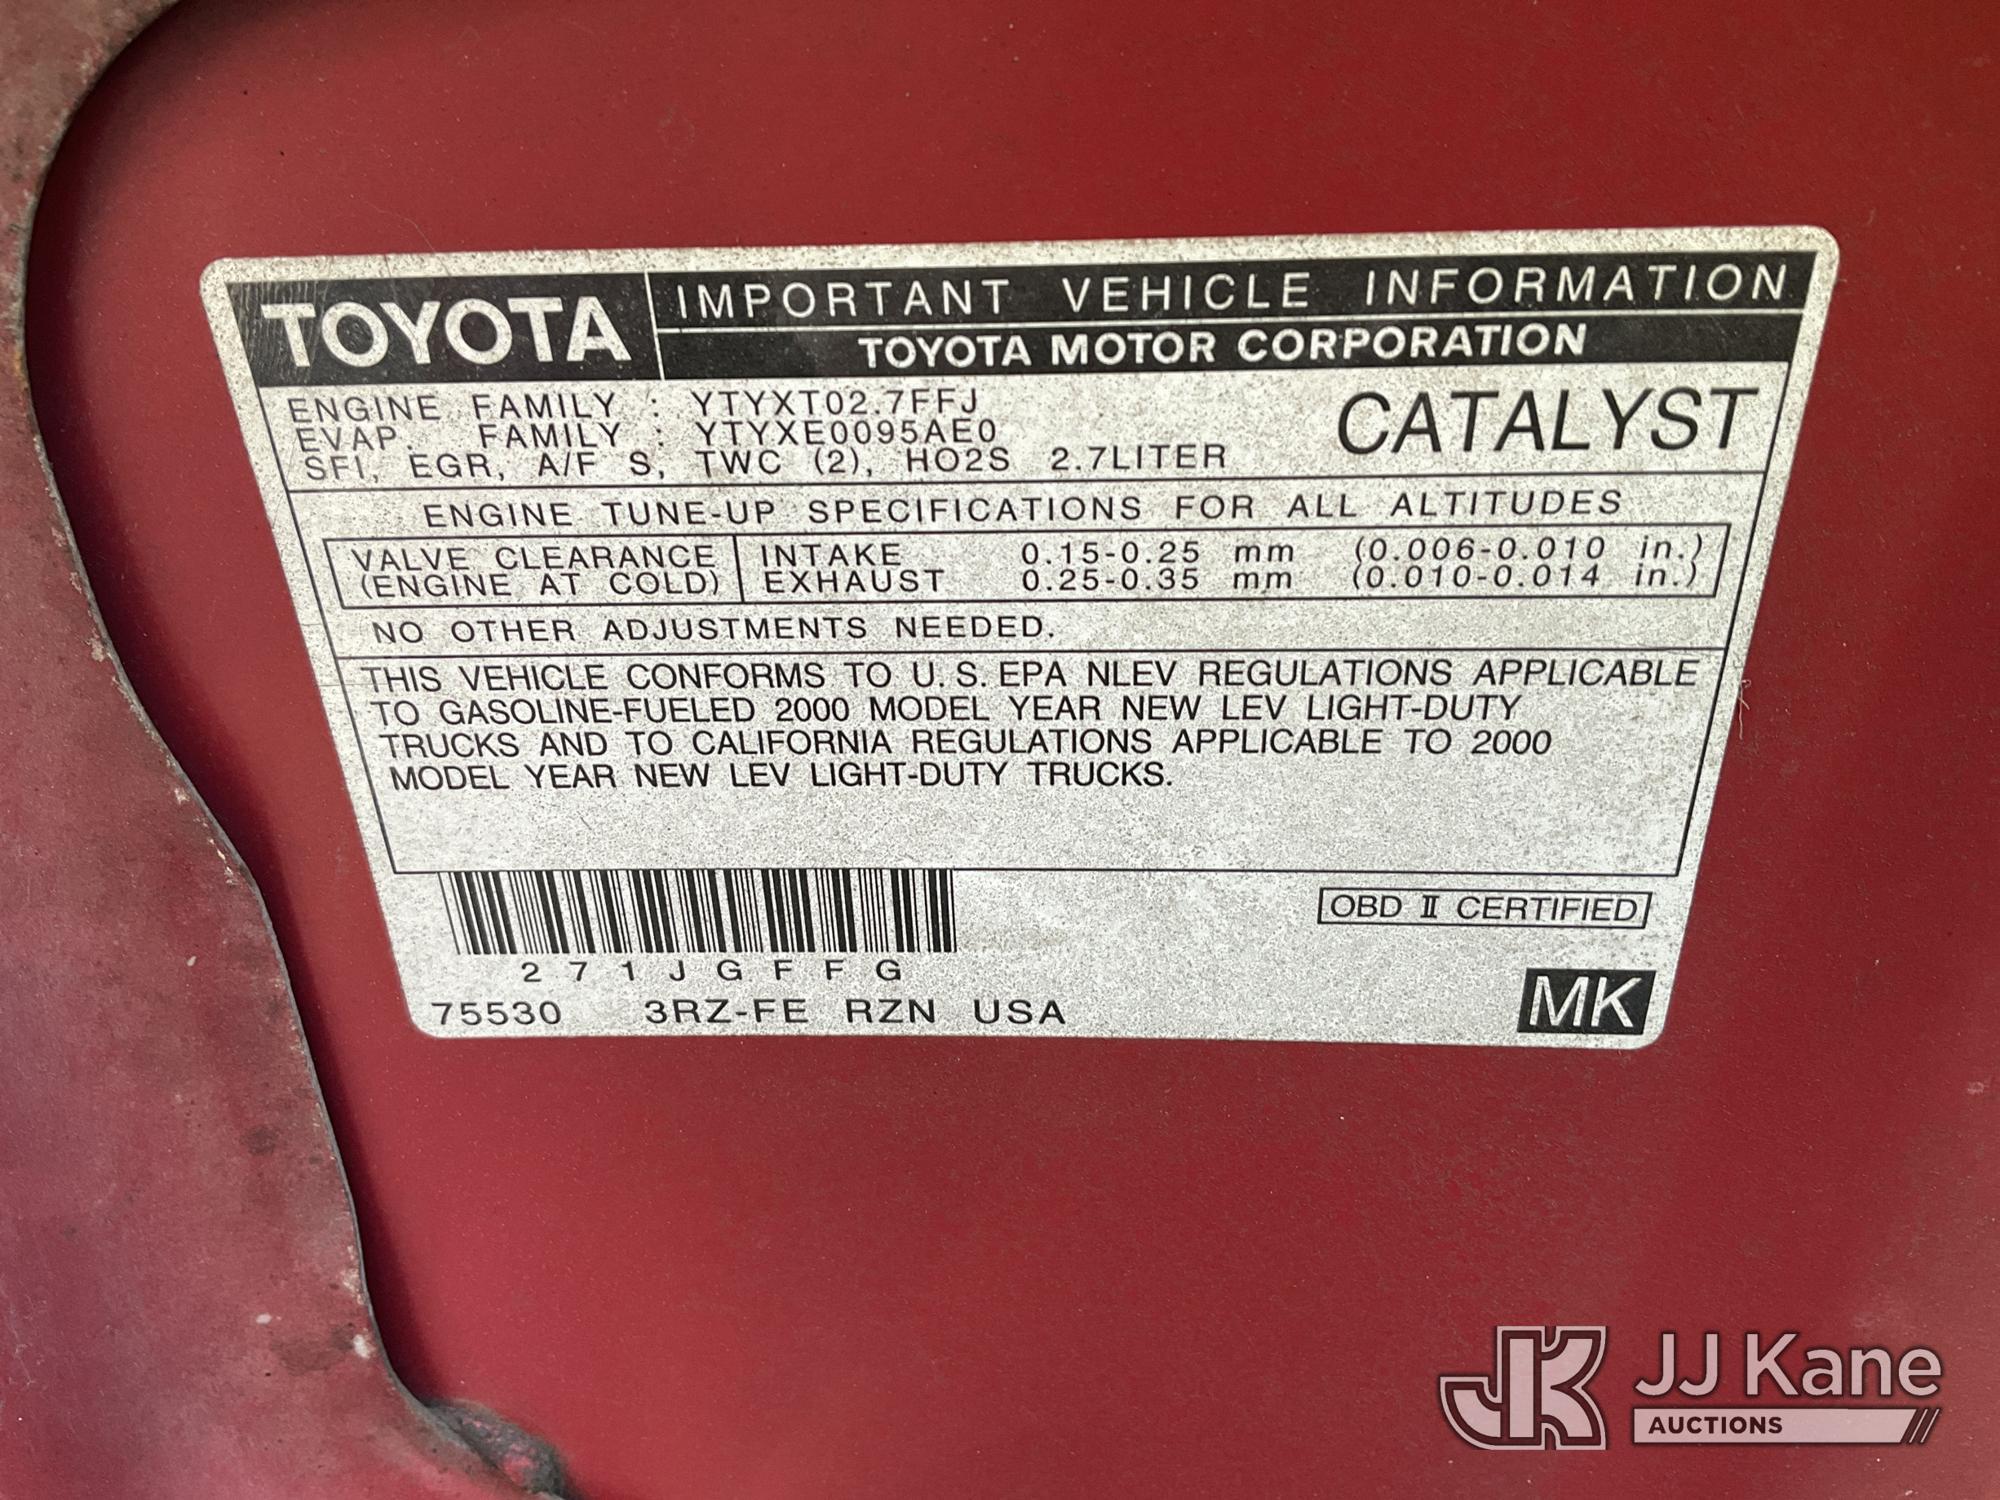 TOYOTA IMPORTANT VEHICLE INFORMATION
TOYOTA MOTOR CORPORATION
ENGINE FAMILY : YTYXT02.7FFJ
EVAP. FAMILY : YTYXE0095AE0
SFI, EGR, A/F S, TWC (2), HO2S 2.7LITER
CATALYST
ENGINE TUNE-UP SPECIFICATIONS FOR ALL ALTITUDES
VALVE CLEARANCE INTAKE 0.15-0.25 mm (0.006-0.010 in.)
(ENGINE AT COLD) EXHAUST 0.25-0.35 mm (0.010-0.014 in.)
NO OTHER ADJUSTMENTS NEEDED.
THIS VEHICLE CONFORMS TO U.S. EPA NLEV REGULATIONS APPLICABLE
TO GASOLINE-FUELED 2000 MODEL YEAR NEW LEV LIGHT-DUTY
TRUCKS AND TO CALIFORNIA REGULATIONS APPLICABLE TO 2000
MODEL YEAR NEW LEV LIGHT-DUTY TRUCKS.
OBD II CERTIFIED
271JGFFG
75530 3RZ-FE RZN USA
MK
JK JJ Kane
AUCTIONS